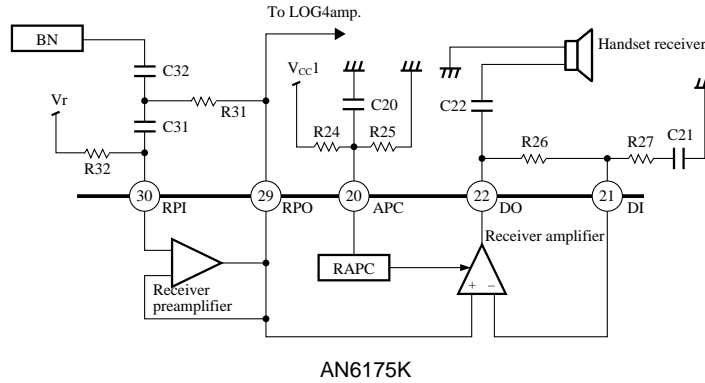 To LOG4amp.
BN
Handset receiver
C32
Vr
VCC1
R31
C20
C22
C31
R24
R25
R26
R27
C21
R32
30
RPI
29
RPO
20
APC
22
DO
21
DI
Receiver amplifier
RAPC
+
−
Receiver
preamplifier
AN6175K